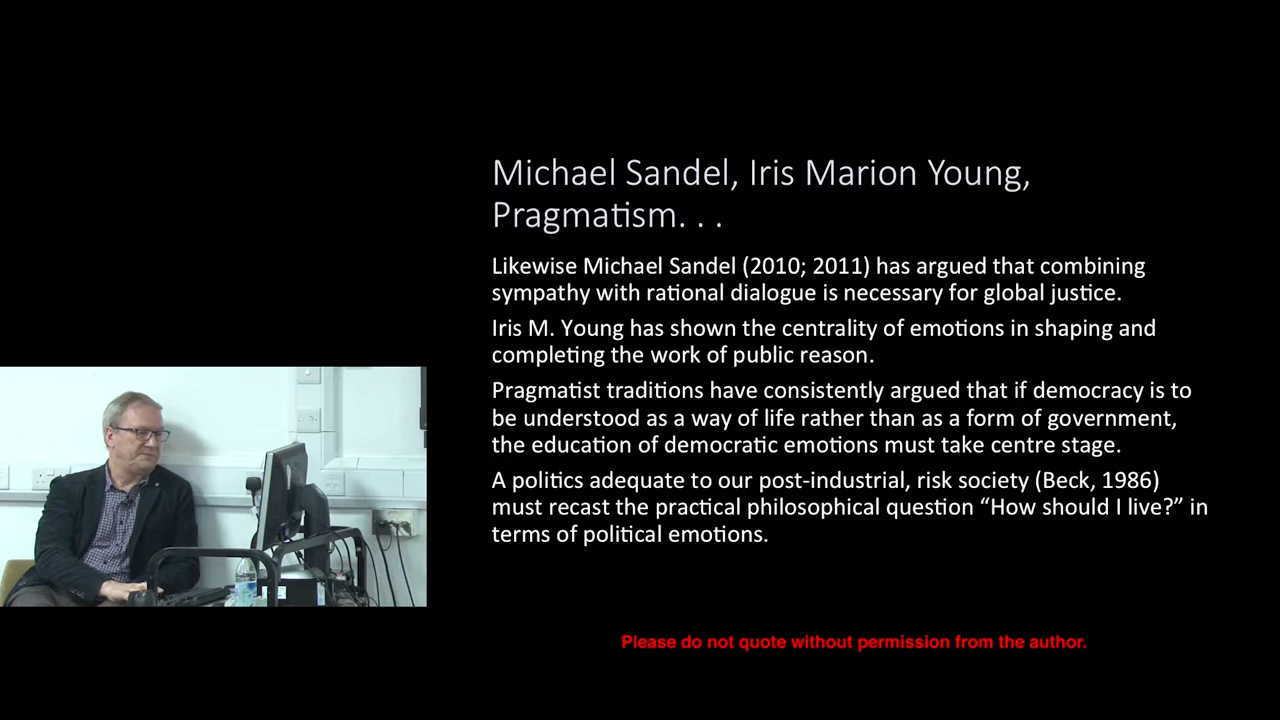 Michael Sandel, Iris Marion Young,
Pragmatism. . .
Likewise Michael Sandel (2010; 2011) has argued that combining
sympathy with rational dialogue is necessary for global justice.
Iris M. Young has shown the centrality of emotions in shaping and
completing the work of public reason.
Pragmatist traditions have consistently argued that if democracy is to
be understood as a way of life rather than as a form of government,
the education of democratic emotions must take centre stage.
A politics adequate to our post-industrial, risk society (Beck, 1986)
must recast the practical philosophical question “How should I live?” in
terms of political emotions.
Please do not quote without permission from the author.